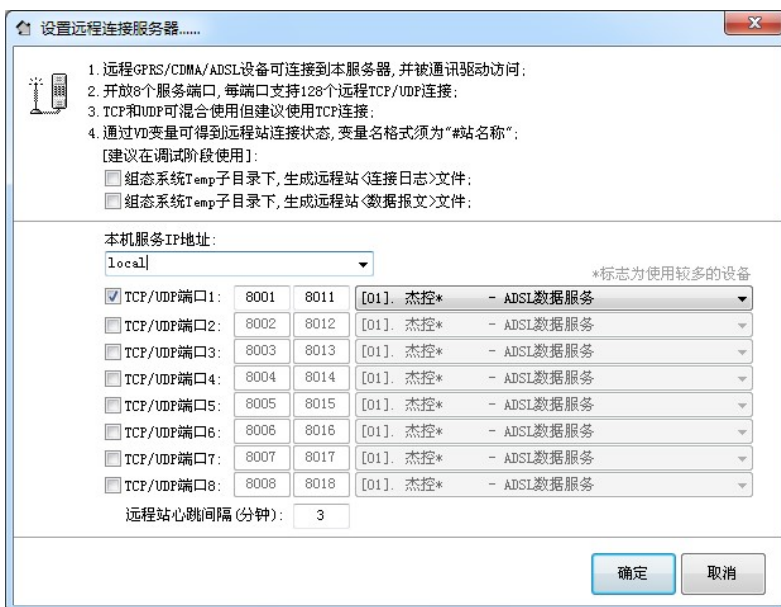 设置远程连接服务器......
1.远程GPRS/CDMA/ADSL设备可连接到本服务器,并被通讯驱动访问;
2.开放8个服务端口,每端口支持128个远程TCP/UDP连接;
3.TCP和UDP可混合使用但建议使用TCP连接;
4.通过VD变量可得到远程站连接状态,变量名格式须为"#站名称";
[建议在调试阶段使用]:
组态系统Temp子目录下,生成远程站<连接日志>文件;
组态系统Temp子目录下,生成远程站<数据报文>文件;
本机服务IP地址:
local
*标志为使用较多的设备
TCP/UDP端口1: 8001 8011 [01]. 杰控* - ADSL数据服务
TCP/UDP端口2: 8002 8012 [01]. 杰控* - ADSL数据服务
TCP/UDP端口3: 8003 8013 [01]. 杰控* - ADSL数据服务
TCP/UDP端口4: 8004 8014 [01]. 杰控* - ADSL数据服务
TCP/UDP端口5: 8005 8015 [01]. 杰控* - ADSL数据服务
TCP/UDP端口6: 8006 8016 [01]. 杰控* - ADSL数据服务
TCP/UDP端口7: 8007 8017 [01]. 杰控* - ADSL数据服务
TCP/UDP端口8: 8008 8018 [01]. 杰控* - ADSL数据服务
远程站心跳间隔(分钟): 3
确定 取消